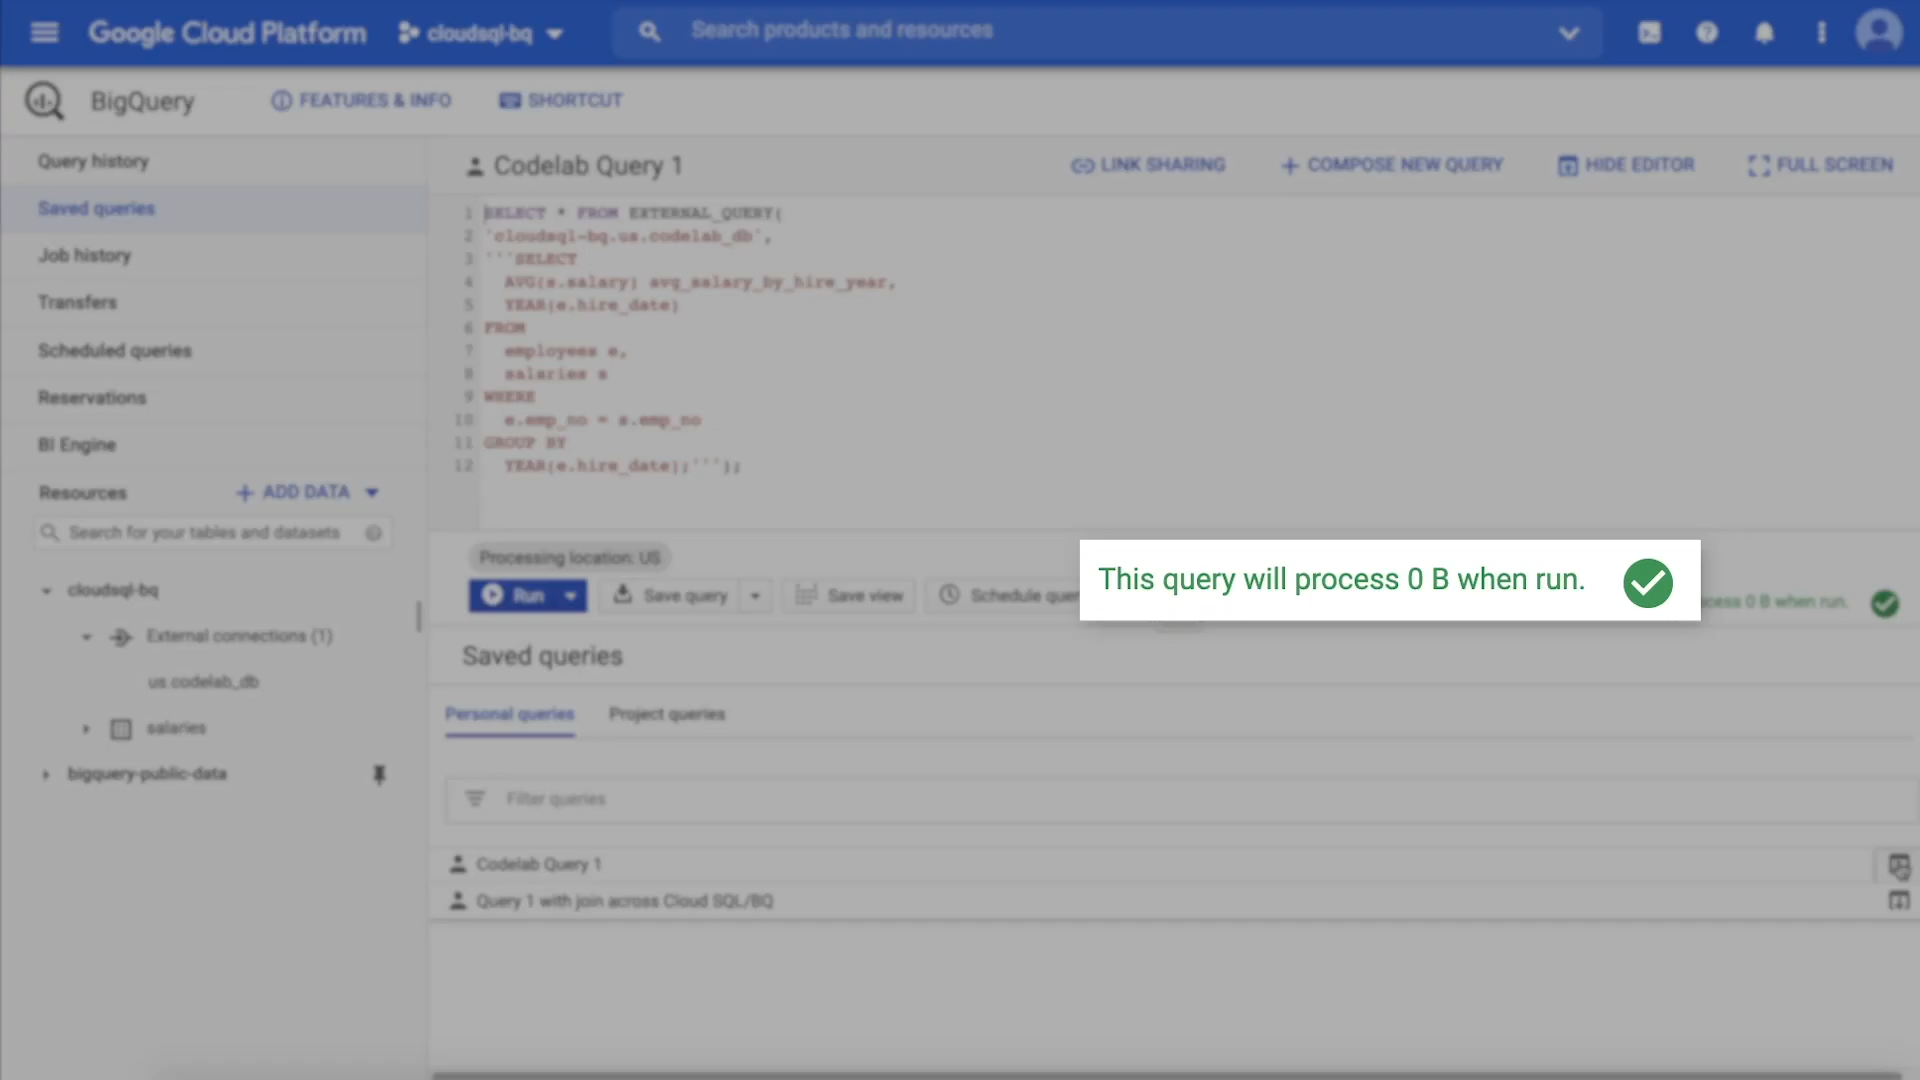 Google Cloud Platform
cloudsql-bq
Search products and resources
BigQuery
FEATURES & INFO
SHORTCUT
Query history
Saved queries
Job history
Transfers
Scheduled queries
Reservations
BI Engine
Resources
ADD DATA
Search for your tables and datasets
cloudsql-bq
External connections (1)
us.codelab_db
salaries
bigquery-public-data
Codelab Query 1
LINK SHARING
COMPOSE NEW QUERY
HIDE EDITOR
FULL SCREEN
1 SELECT * FROM EXTERNAL_QUERY(
2 `cloudsql-bq.us.codelab_db`,
3 '''SELECT
4 AVG(s.salary) avg_salary_by_hire_year,
5 YEAR(e.hire_date)
6 FROM
7 employees e,
8 salaries s
9 WHERE
10 e.emp_no = s.emp_no
11 GROUP BY
12 YEAR(e.hire_date);''');
Processing location: US
Run
Save query
Save view
Schedule
This query will process 0 B when run.
0 B when run.
Saved queries
Personal queries
Project queries
Filter queries
Codelab Query 1
Query 1 with join across Cloud SQL/BQ